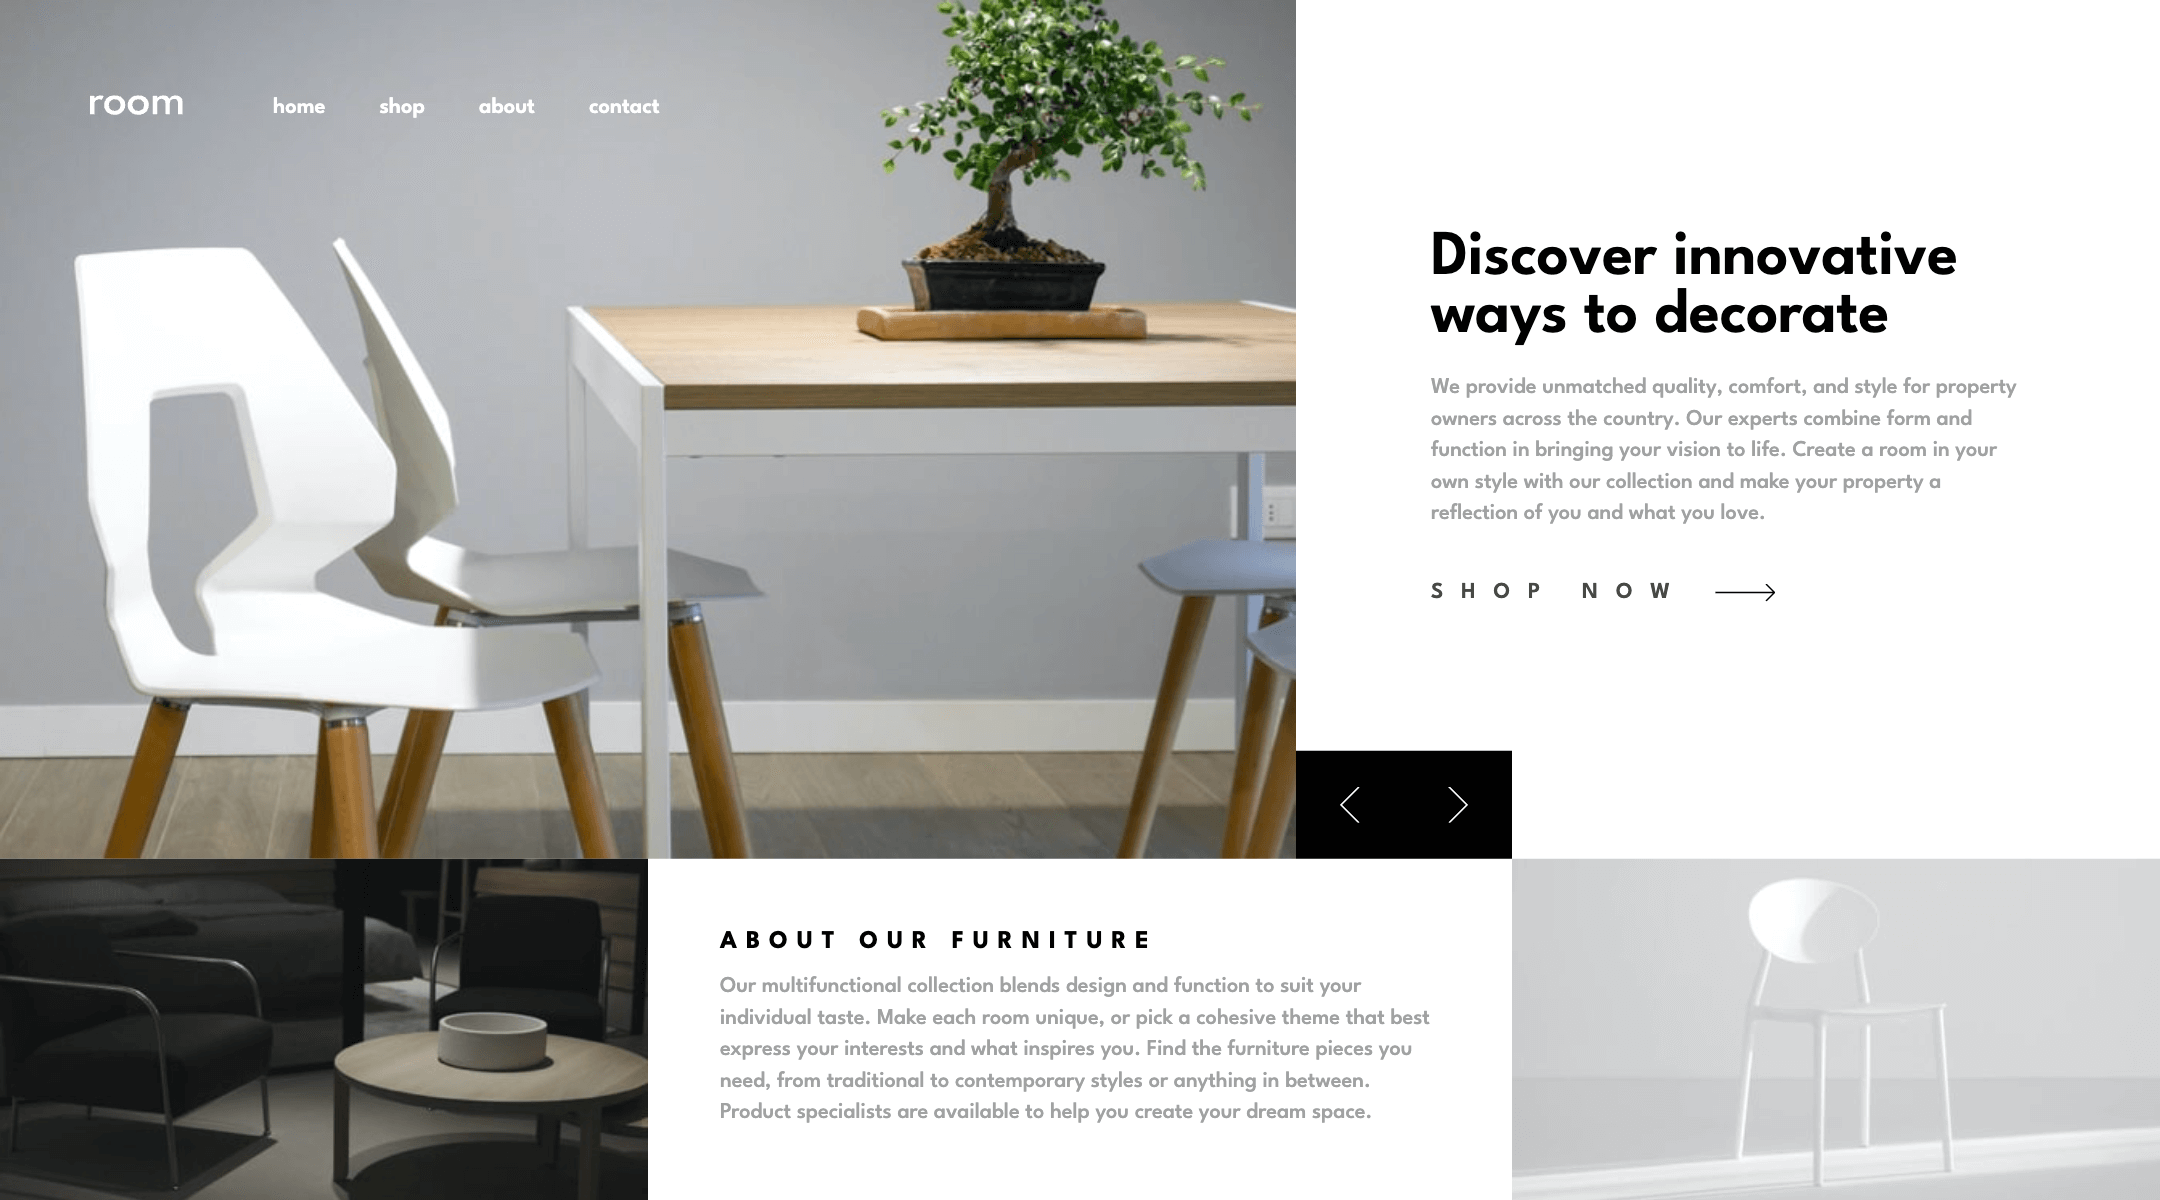 room
home shop about contact
Discover innovative
ways to decorate
We provide unmatched quality, comfort, and style for property
owners across the country. Our experts combine form and
function in bringing your vision to life. Create a room in your
own style with our collection and make your property a
reflection of you and what you love.
SHOP NOW
ABOUT OUR FURNITURE
Our multifunctional collection blends design and function to suit your
individual taste. Make each room unique, or pick a cohesive theme that best
express your interests and what inspires you. Find the furniture pieces you
need, from traditional to contemporary styles or anything in between.
Product specialists are available to help you create your dream space.